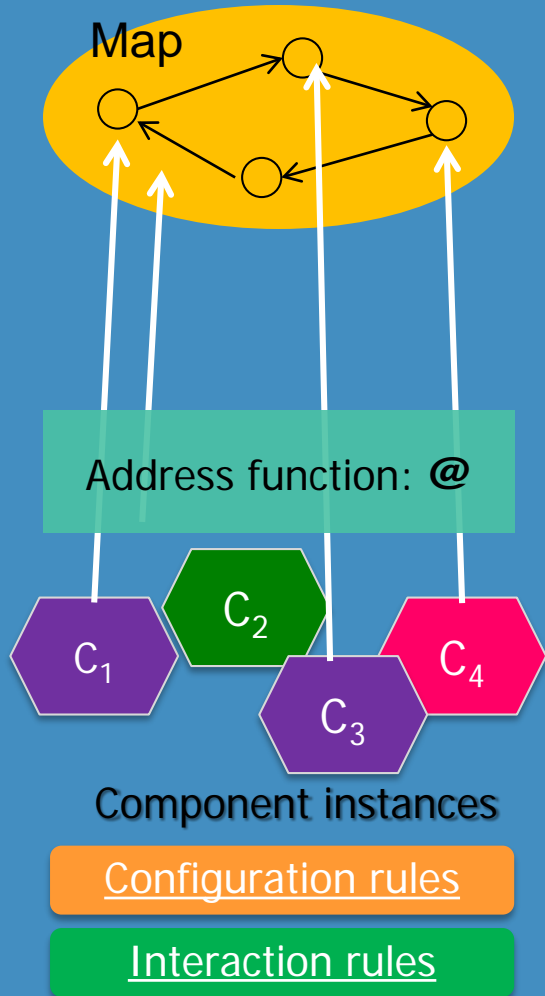 Map
Address function: @
C₂
C₁
C₄
C₃
Component instances
Configuration rules
Interaction rules